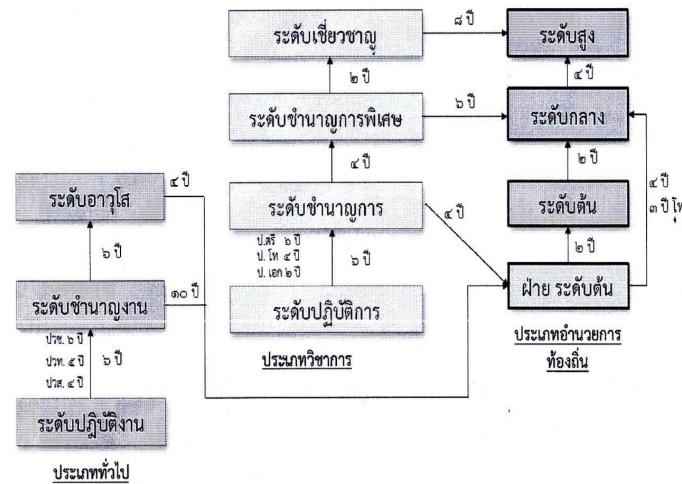 ระดับเชี่ยวชาญ
๘ ปี
ระดับสูง
๒ ปี
๔ ปี
ระดับชำนาญการพิเศษ
๖ ปี
ระดับกลาง
๔ ปี
๒ ปี
ระดับอาวุโส
๔ ปี
ระดับชำนาญการ
๔ ปี
ระดับต้น
๔ ปี
๓ ปี โท
ป.ตรี ๖ ปี
ป. โท ๔ ปี
ป. เอก ๒ ปี
๖ ปี
๒ ปี
๖ ปี
ระดับชำนาญงาน
๑๐ ปี
ระดับปฏิบัติการ
ฝ่าย ระดับต้น
ปวช. ๖ ปี
ปวท. ๕ ปี
ปวส. ๔ ปี
๖ ปี
ประเภทวิชาการ
ประเภทอำนวยการ
ท้องถิ่น
ระดับปฏิบัติงาน
ประเภททั่วไป